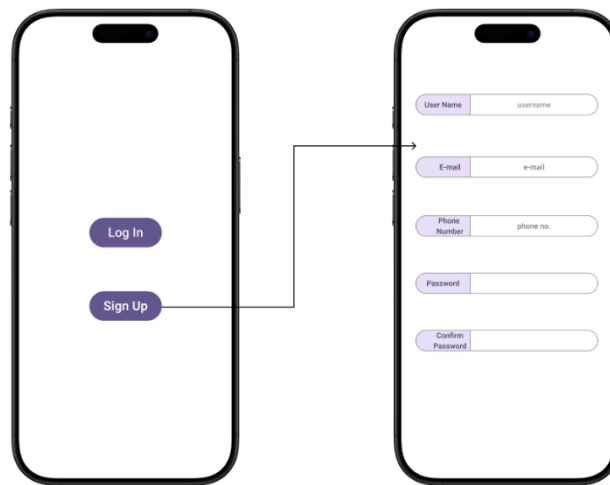 Log In
Sign Up
User Name
username
E-mail
e-mail
Phone
Number
phone no.
Password
Confirm
Password